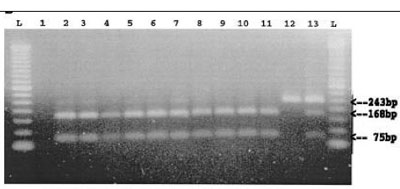 L 1 2 3 4 5 6 7 8 9 10 11 12 13 L
<--243bp
<--168bp
<-- 75bp